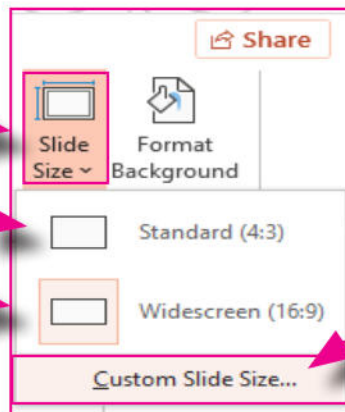 Share
Slide Size
Format Background
Standard (4:3)
Widescreen (16:9)
Custom Slide Size...